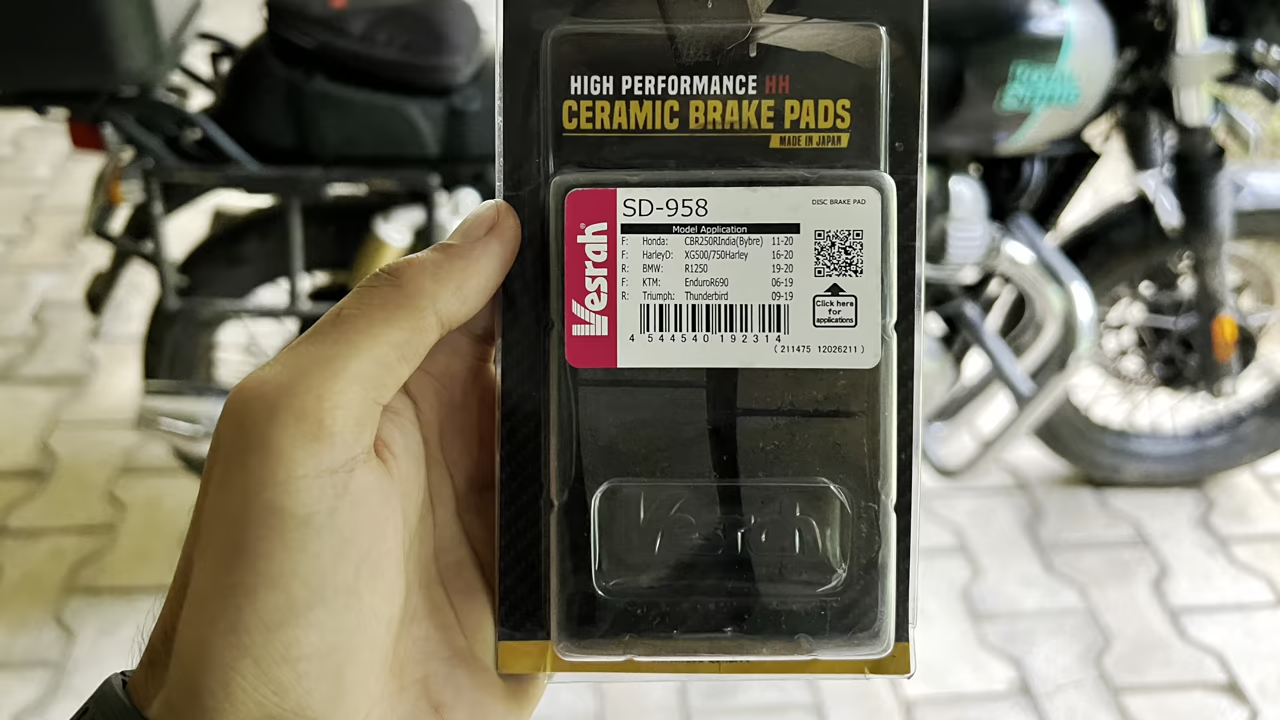 HIGH PERFORMANCE HH
CERAMIC BRAKE PADS
MADE IN JAPAN
Vesrah®
SD-958
DISC BRAKE PAD
Model Application
F: Honda: CBR250RIndia(Bybre) 11-20
F: HarleyD: XG500/750Harley 16-20
R: BMW: R1250 19-20
F: KTM: EnduroR690 06-19
R: Triumph: Thunderbird 09-19
Click here
for
applications
4 544540 192314
(211475 12026211)
Vesrah